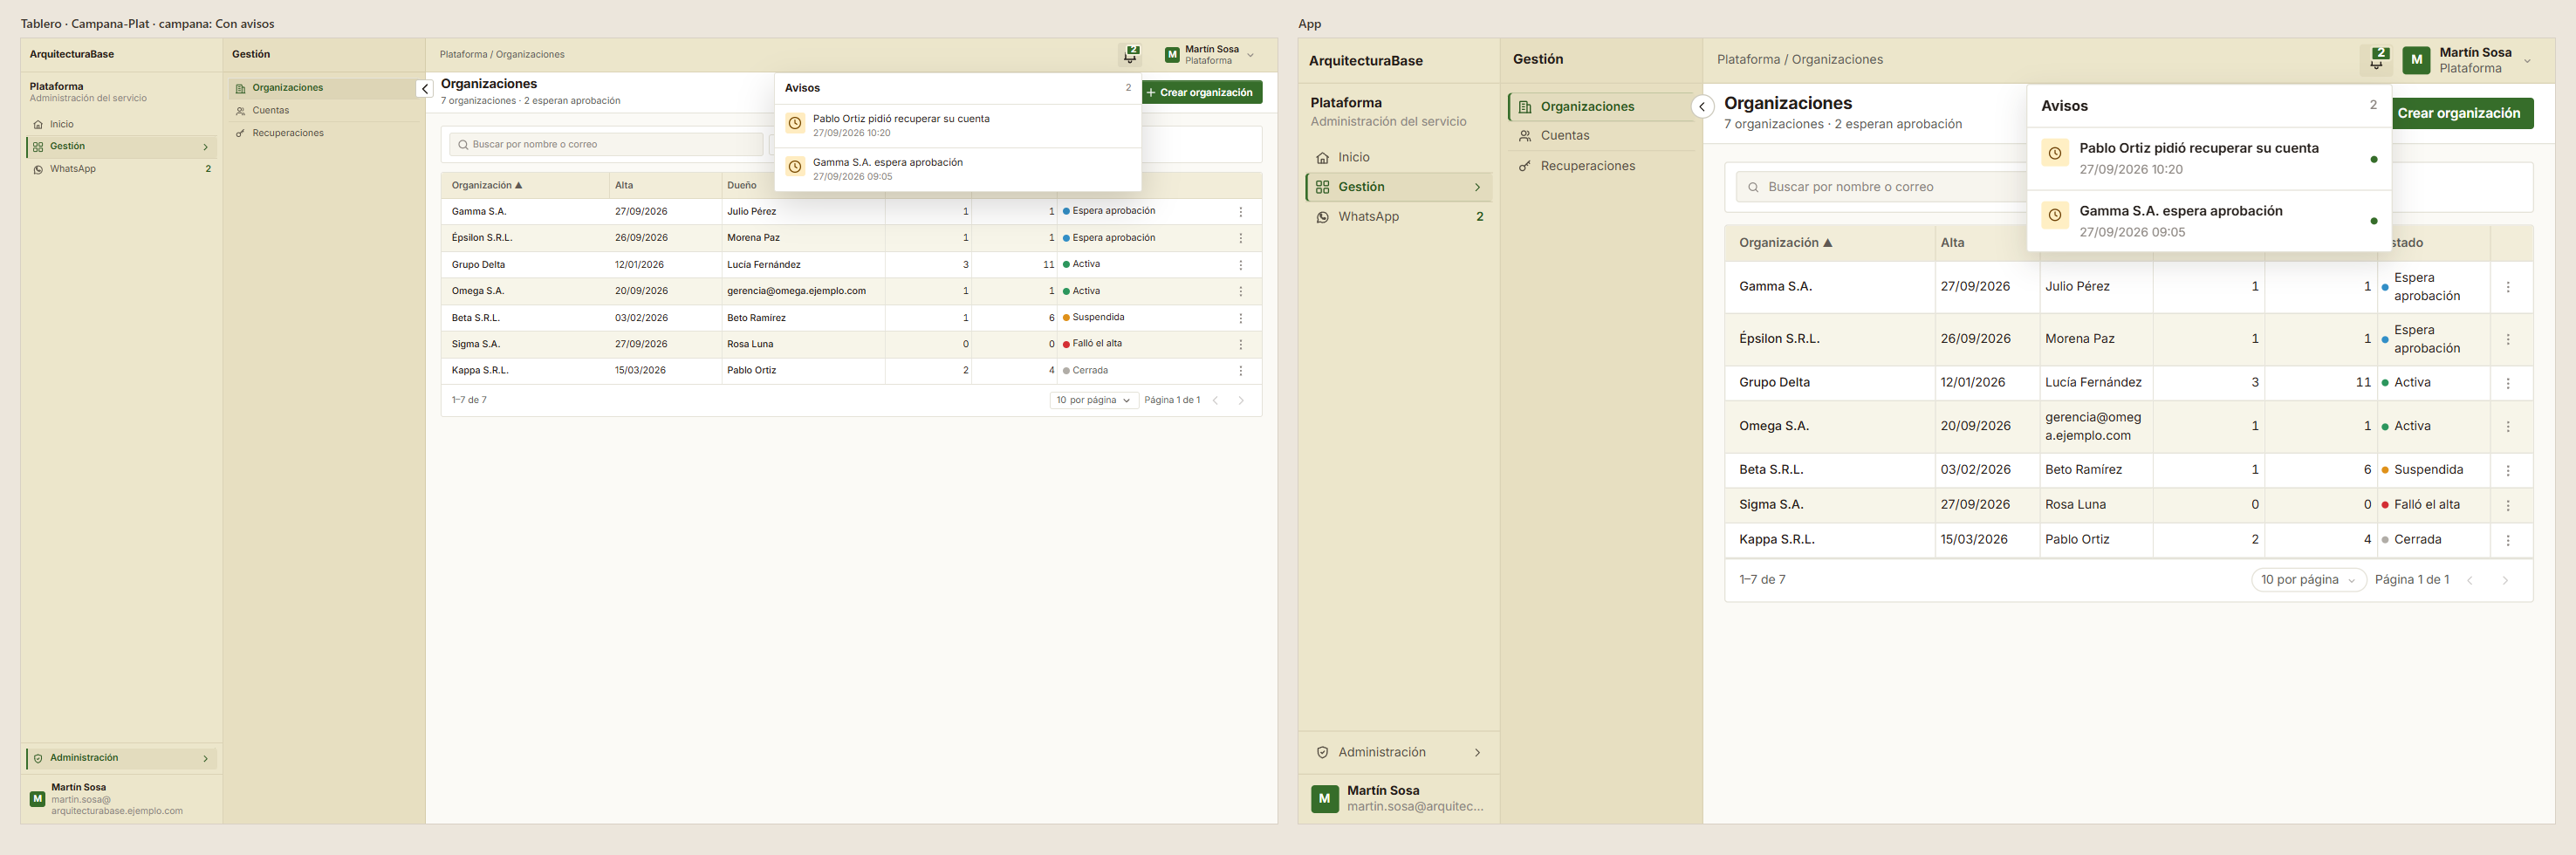 Tablero · Campana-Plat · campana: Con avisos
ArquitecturaBase
Plataforma
Administración del servicio
Inicio
Gestión
WhatsApp 2
Administración
M Martín Sosa
martin.sosa@
arquitecturabase.ejemplo.com
Gestión
Organizaciones
Cuentas
Recuperaciones
Plataforma / Organizaciones
2
M Martín Sosa
Plataforma
Organizaciones
7 organizaciones · 2 esperan aprobación
+ Crear organización
Avisos 2
Pablo Ortiz pidió recuperar su cuenta
27/09/2026 10:20
Gamma S.A. espera aprobación
27/09/2026 09:05
Buscar por nombre o correo
Organización ▲ Alta Dueño
Gamma S.A. 27/09/2026 Julio Pérez 1 1 Espera aprobación
Épsilon S.R.L. 26/09/2026 Morena Paz 1 1 Espera aprobación
Grupo Delta 12/01/2026 Lucía Fernández 3 11 Activa
Omega S.A. 20/09/2026 gerencia@omega.ejemplo.com 1 1 Activa
Beta S.R.L. 03/02/2026 Beto Ramírez 1 6 Suspendida
Sigma S.A. 27/09/2026 Rosa Luna 0 0 Falló el alta
Kappa S.R.L. 15/03/2026 Pablo Ortiz 2 4 Cerrada
1–7 de 7 10 por página Página 1 de 1
App
ArquitecturaBase
Plataforma
Administración del servicio
Inicio
Gestión
WhatsApp 2
Administración
M Martín Sosa
martin.sosa@arquitec...
Gestión
Organizaciones
Cuentas
Recuperaciones
Plataforma / Organizaciones
2
M Martín Sosa
Plataforma
Organizaciones
7 organizaciones · 2 esperan aprobación
Crear organización
Avisos 2
Pablo Ortiz pidió recuperar su cuenta
27/09/2026 10:20
Gamma S.A. espera aprobación
27/09/2026 09:05
Buscar por nombre o correo
Organización ▲ Alta stado
Gamma S.A. 27/09/2026 Julio Pérez 1 1 Espera
aprobación
Épsilon S.R.L. 26/09/2026 Morena Paz 1 1 Espera
aprobación
Grupo Delta 12/01/2026 Lucía Fernández 3 11 Activa
Omega S.A. 20/09/2026 gerencia@omeg
a.ejemplo.com 1 1 Activa
Beta S.R.L. 03/02/2026 Beto Ramírez 1 6 Suspendida
Sigma S.A. 27/09/2026 Rosa Luna 0 0 Falló el alta
Kappa S.R.L. 15/03/2026 Pablo Ortiz 2 4 Cerrada
1–7 de 7 10 por página Página 1 de 1